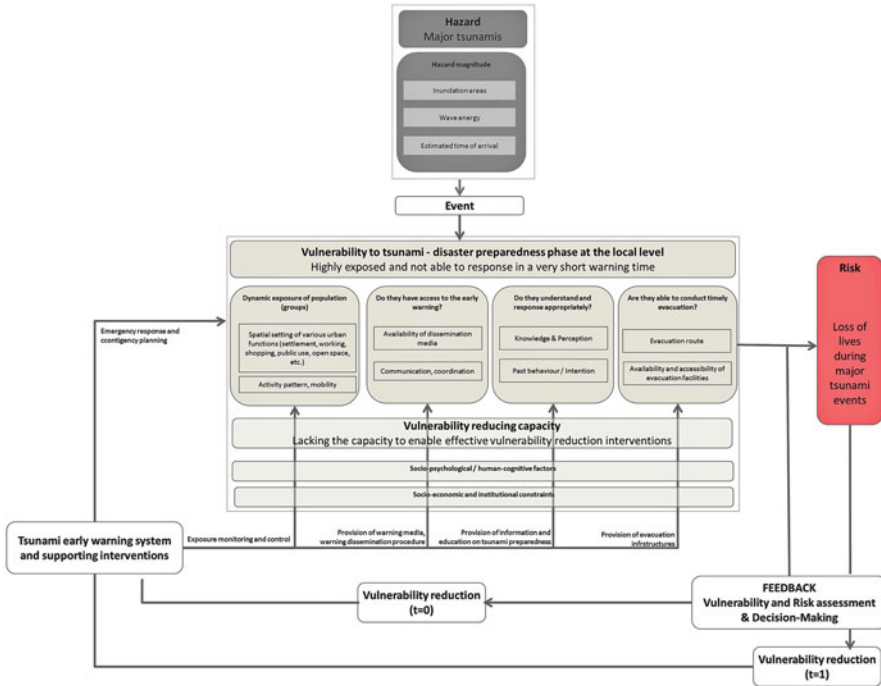 Hazard
Major tsunamis
Hazard magnitude
Inundation areas
Wave energy
Estimated time of arrival
Event
Vulnerability to tsunami - disaster preparedness phase at the local level
Highly exposed and not able to response in a very short warning time
Dynamic exposure of population
(groups)
Spatial setting of various urban
functions (settlement, working,
shopping, public use, open space,
etc.)
Activity pattern, mobility
Do they have access to the early
warning?
Availability of dissemination
media
Communication, coordination
Do they understand and
response appropriately?
Knowledge & Perception
Past behaviour / Intention
Are they able to conduct timely
evacuation?
Evacuation route
Availability and accessibility of
evacuation facilities
Risk
Loss of
lives
during
major
tsunami
events
Emergency response and
ccontigency planning
Vulnerability reducing capacity
Lacking the capacity to enable effective vulnerability reduction interventions
Socio-psychological / human-cognitive factors
Socio-economic and institutional constraints
Tsunami early warning system
and supporting interventions
Exposure monitoring and control
Provision of warning media,
warning dissemination procedure
Provision of information and
education on tsunami preparedness
Provision of evacuation
infrstructures
Vulnerability reduction
(t=0)
FEEDBACK
Vulnerability and Risk assessment
& Decision-Making
Vulnerability reduction
(t=1)